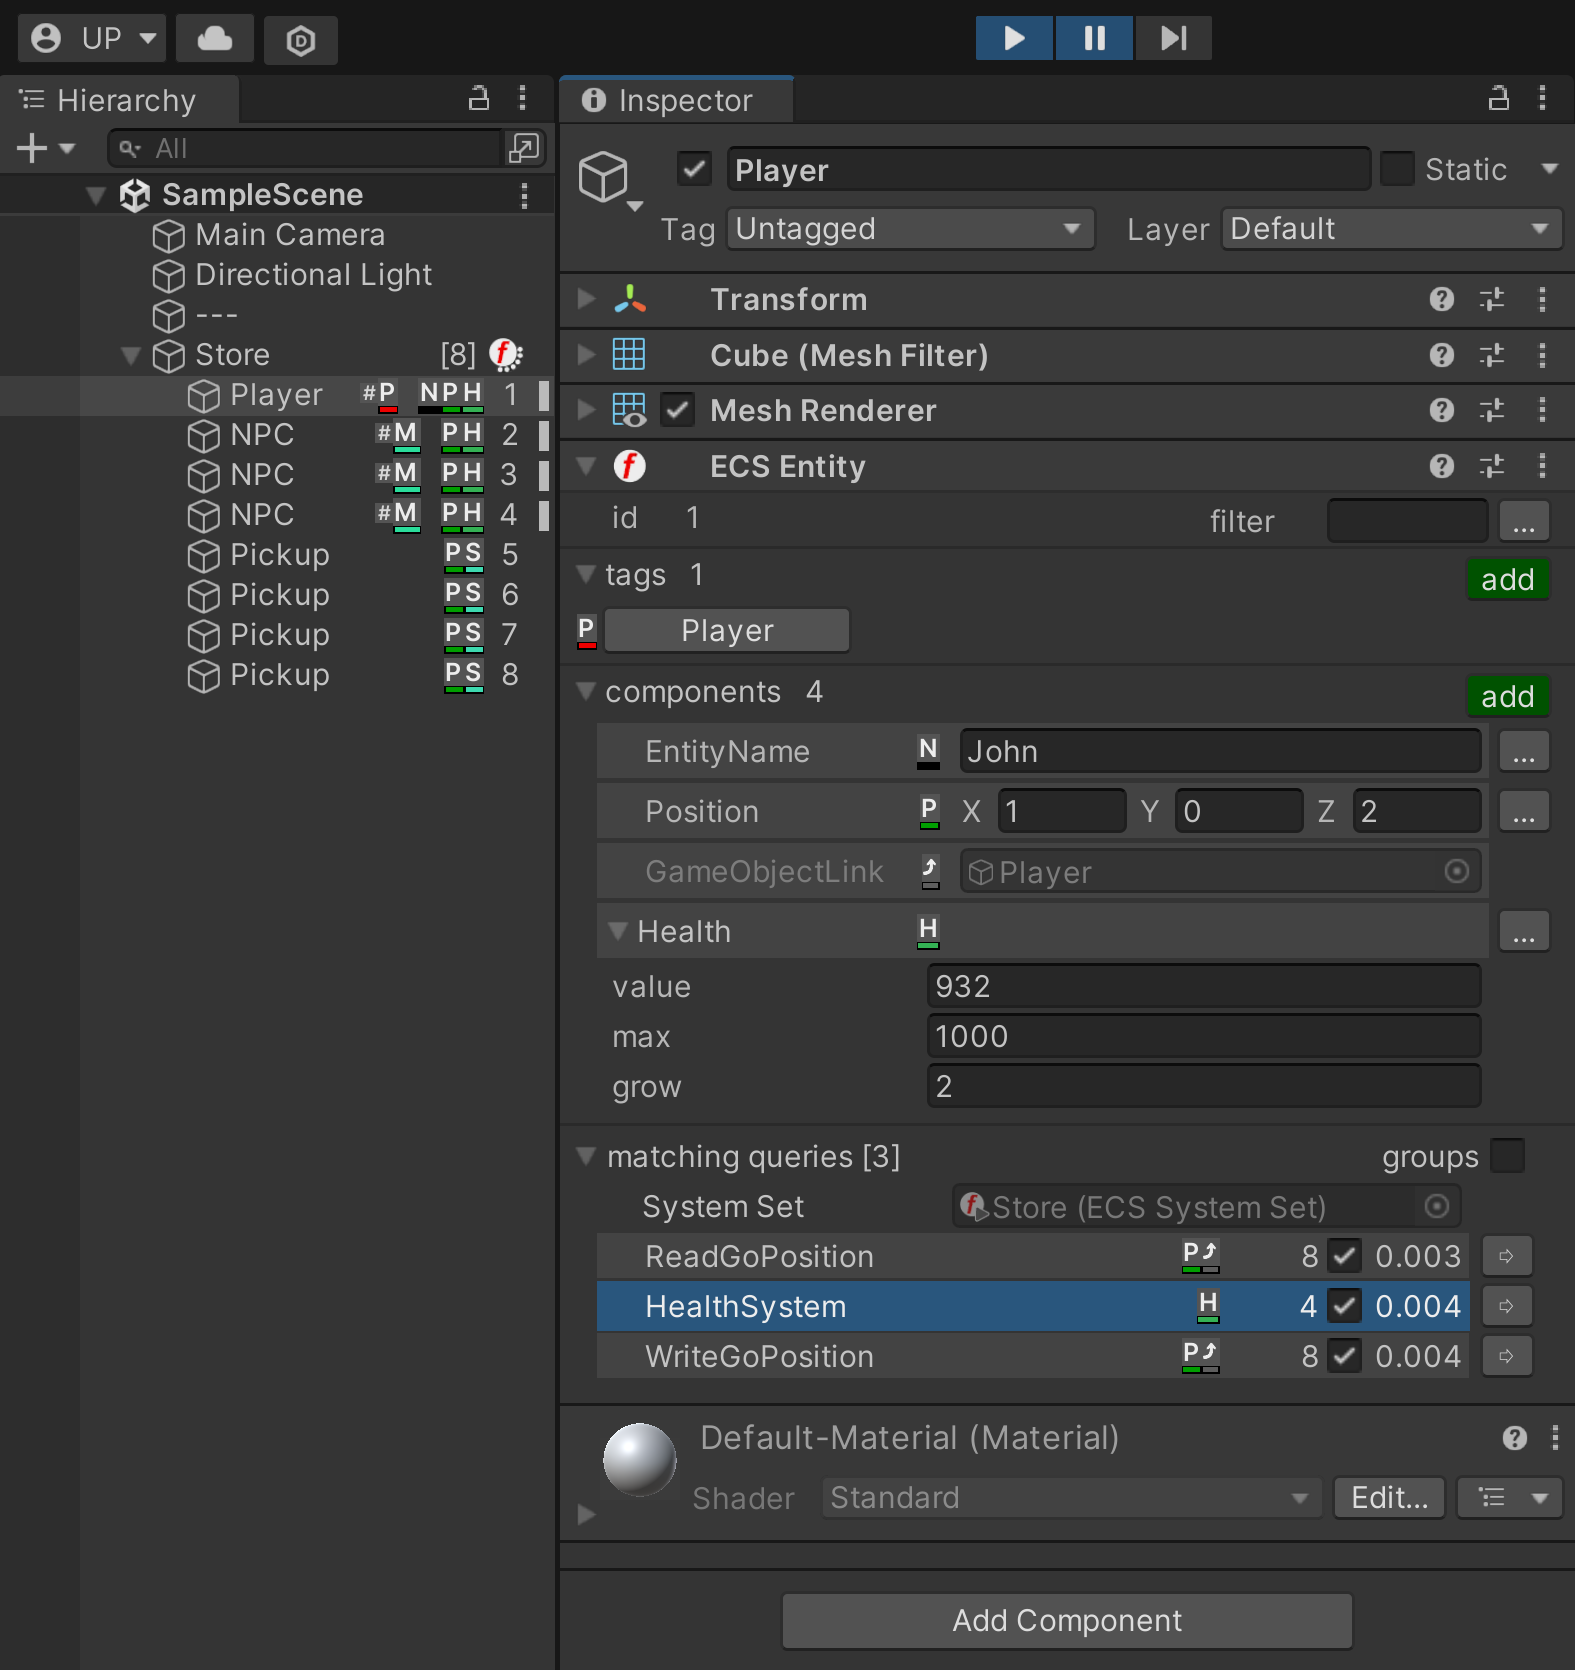 UP
Hierarchy
All
SampleScene
Main Camera
Directional Light
---
Store [8]
Player #P NPH 1
NPC #M PH 2
NPC #M PH 3
NPC #M PH 4
Pickup PS 5
Pickup PS 6
Pickup PS 7
Pickup PS 8
Inspector
Player Static
Tag Untagged Layer Default
Transform
Cube (Mesh Filter)
Mesh Renderer
ECS Entity
id 1 filter ...
tags 1 add
P Player
components 4 add
EntityName N John ...
Position P X 1 Y 0 Z 2 ...
GameObjectLink Player
Health H ...
value 932
max 1000
grow 2
matching queries [3] groups
System Set Store (ECS System Set)
ReadGoPosition P 8 0.003
HealthSystem H 4 0.004
WriteGoPosition P 8 0.004
Default-Material (Material)
Shader Standard Edit...
Add Component